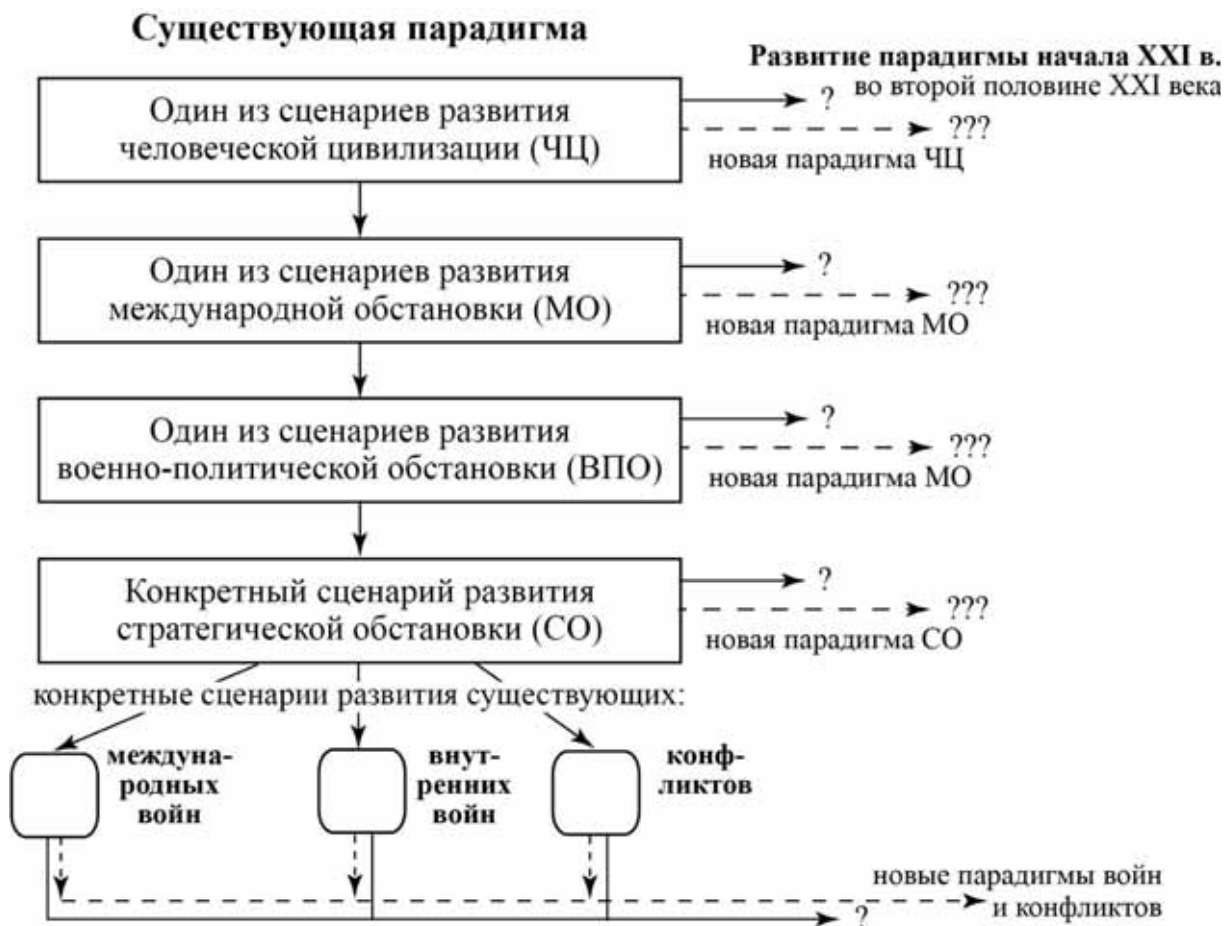 Существующая парадигма
Развитие парадигмы начала XXI в.
во второй половине XXI века
Один из сценариев развития
человеческой цивилизации (ЧЦ)
?
???
новая парадигма ЧЦ
Один из сценариев развития
международной обстановки (МО)
?
???
новая парадигма МО
Один из сценариев развития
военно-политической обстановки (ВПО)
?
???
новая парадигма МО
Конкретный сценарий развития
стратегической обстановки (СО)
?
???
новая парадигма СО
конкретные сценарии развития существующих:
междуна-
родных
войн
внут-
ренних
войн
конф-
ликтов
новые парадигмы войн
и конфликтов
?